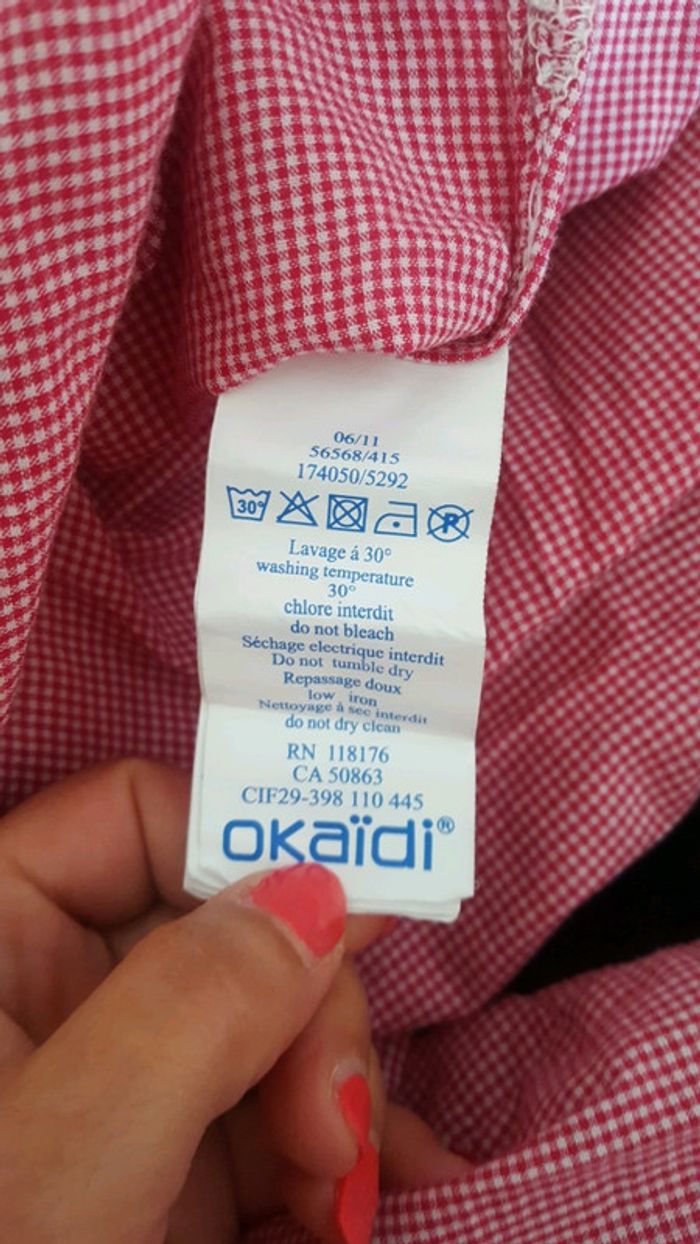 06/11
56568/415
174050/5292
30° P
Lavage á 30°
washing temperature
30°
chlore interdit
do not bleach
Séchage electrique interdit
Do not tumble dry
Repassage doux
low iron
Nettoyage à sec interdit
do not dry clean
RN 118176
CA 50863
CIF29-398 110 445
okaïdi®